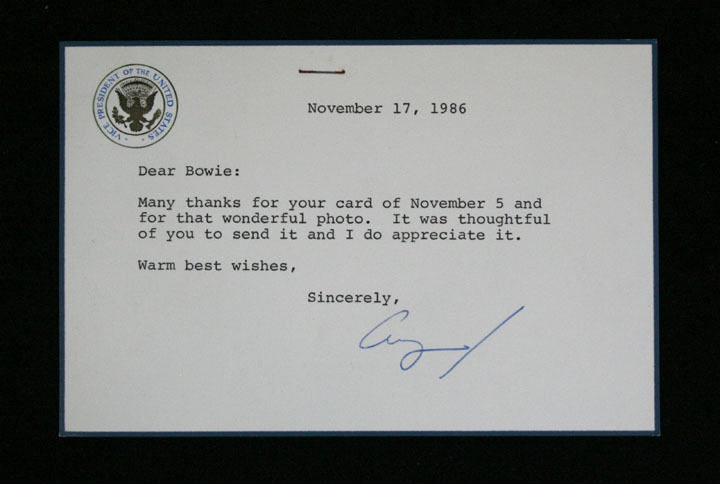 VICE PRESIDENT OF THE UNITED STATES
November 17, 1986
Dear Bowie:
Many thanks for your card of November 5 and
for that wonderful photo. It was thoughtful
of you to send it and I do appreciate it.
Warm best wishes,
Sincerely,